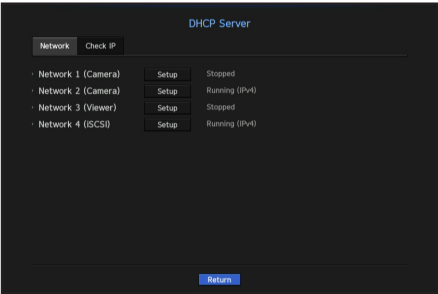 DHCP Server
Network Check IP
Network 1 (Camera) Setup Stopped
Network 2 (Camera) Setup Running (IPv4)
Network 3 (Viewer) Setup Stopped
Network 4 (iSCSI) Setup Running (IPv4)
Return